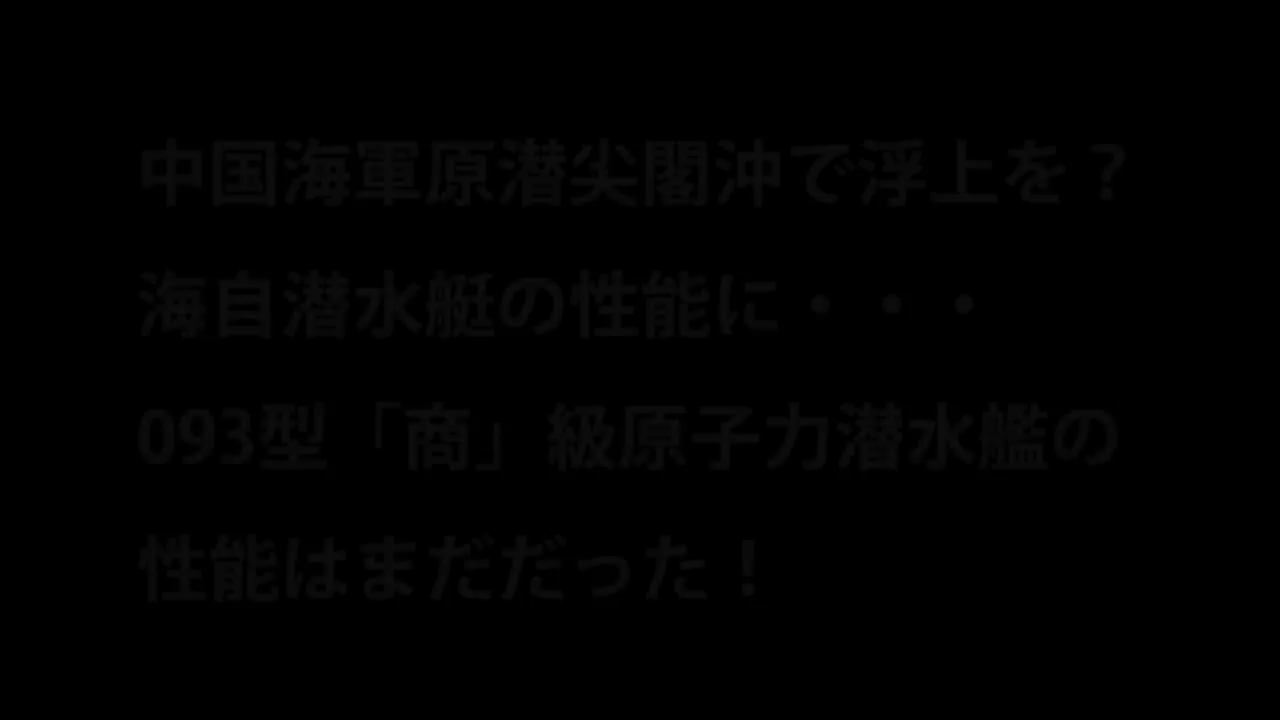 中国海軍原潜尖閣沖で浮上を？
海自潜水艇の性能に・・・
093型「商」級原子力潜水艦の
性能はまだだった！